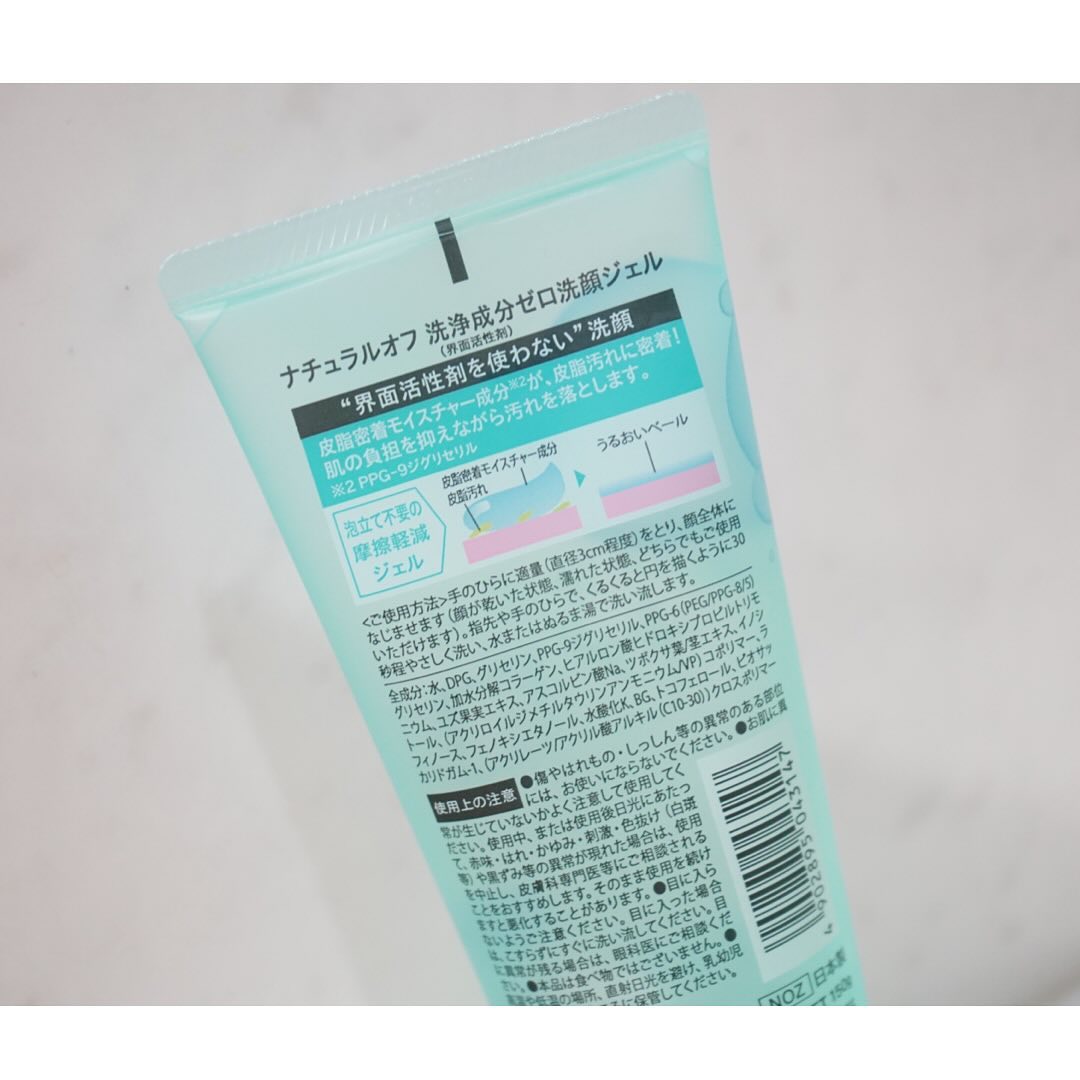 ナチュラルオフ 洗浄成分ゼロ洗顔ジェル
(界面活性剤)
“界面活性剤を使わない”洗顔
皮脂密着モイスチャー成分※2が、皮脂汚れに密着!
肌の負担を抑えながら汚れを落とします。
※2 PPG-9ジグリセリル
泡立て不要の
摩擦軽減
ジェル
皮脂密着モイスチャー成分
皮脂汚れ
うるおいベール
<ご使用方法>手のひらに適量(直径3cm程度)をとり、顔全体に
なじませます(顔が乾いた状態、濡れた状態、どちらでもご使用
いただけます)。指先や手のひらで、くるくると円を描くように30
秒程やさしく洗い、水またはぬるま湯で洗い流します。
全成分:水、DPG、グリセリン、PPG-9ジグリセリル、PPG-6(PEG/PPG-8/5)
グリセリン、加水分解コラーゲン、ヒアルロン酸ヒドロキシプロピルトリモ
ニウム、ユズ果実エキス、アスコルビン酸Na、ツボクサ葉/茎エキス、イノシ
トール、(アクリロイルジメチルタウリンアンモニウム/VP)コポリマー、ラ
フィノース、フェノキシエタノール、水酸化K、BG、トコフェロール、ビオサッ
カリドガム-1、(アクリレーツ/アクリル酸アルキル(C10-30))クロスポリマー
使用上の注意
●傷やはれもの・しっしん等の異常のある部位
には、お使いにならないでください。●お肌に異
常が生じていないかよく注意して使用してく
ださい。使用中、または使用後日光にあたっ
て、赤味・はれ・かゆみ・刺激・色抜け(白斑
等)や黒ずみ等の異常が現れた場合は、使用
を中止し、皮膚科専門医等にご相談される
ことをおすすめします。そのまま使用を続け
ますと悪化することがあります。●目に入ら
ないようご注意ください。目に入った場合
は、こすらずにすぐに洗い流してください。目
に異常が残る場合は、眼科医にご相談くだ
さい。●本品は食べ物ではございません。●
高温や低温の場所、直射日光を避け、乳幼児
ろに保管してください。
4902895043147
NOZ
日本製
150g